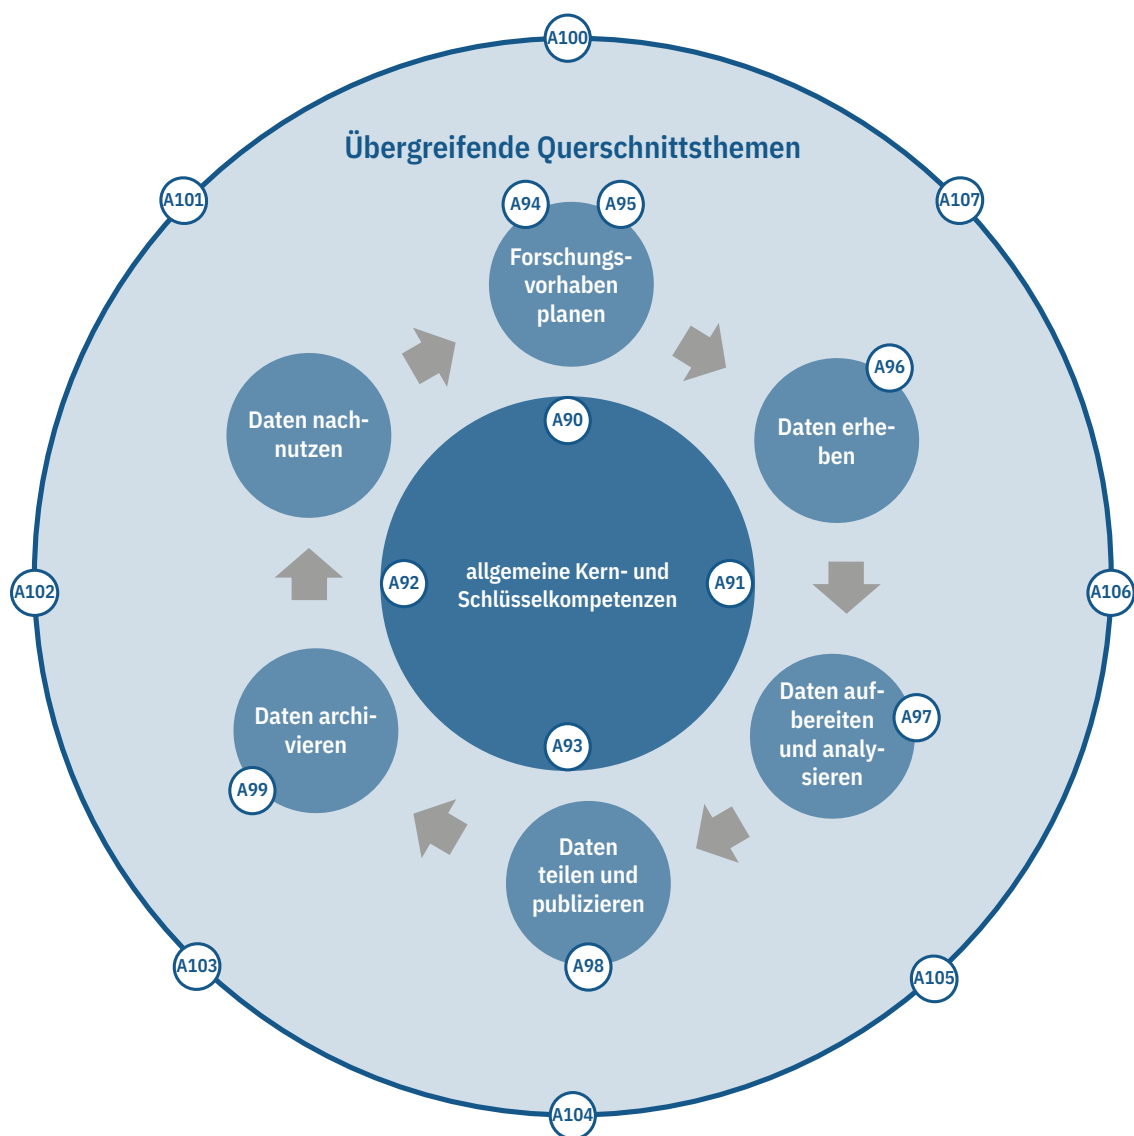 A100
Übergreifende Querschnittsthemen
A101
A107
A94
A95
Forschungs-
vorhaben
planen
A96
Daten erhe-
ben
Daten nach-
nutzen
A90
A92
allgemeine Kern- und
Schlüsselkompetenzen
A91
A93
A102
A106
Daten auf-
bereiten
und analy-
sieren
A97
Daten archi-
vieren
A99
Daten
teilen und
publizieren
A98
A103
A105
A104